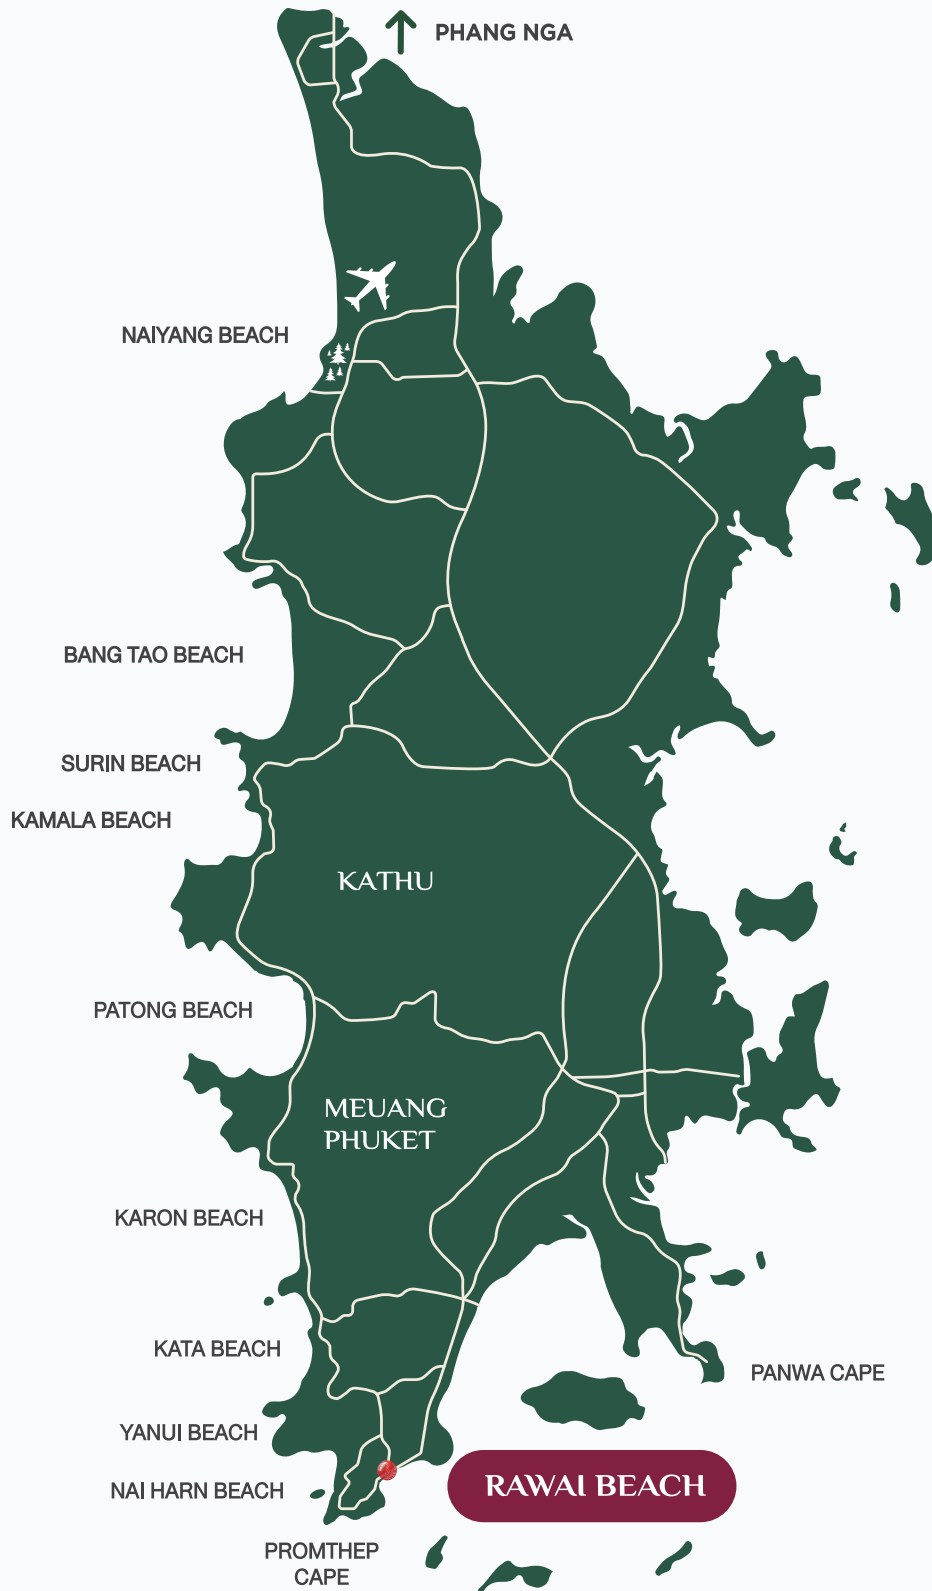 PHANG NGA
NAIYANG BEACH
BANG TAO BEACH
SURIN BEACH
KAMALA BEACH
KATHU
PATONG BEACH
MEUANG
PHUKET
KARON BEACH
KATA BEACH
PANWA CAPE
YANUI BEACH
RAWAI BEACH
NAI HARN BEACH
PROMTHEP
CAPE